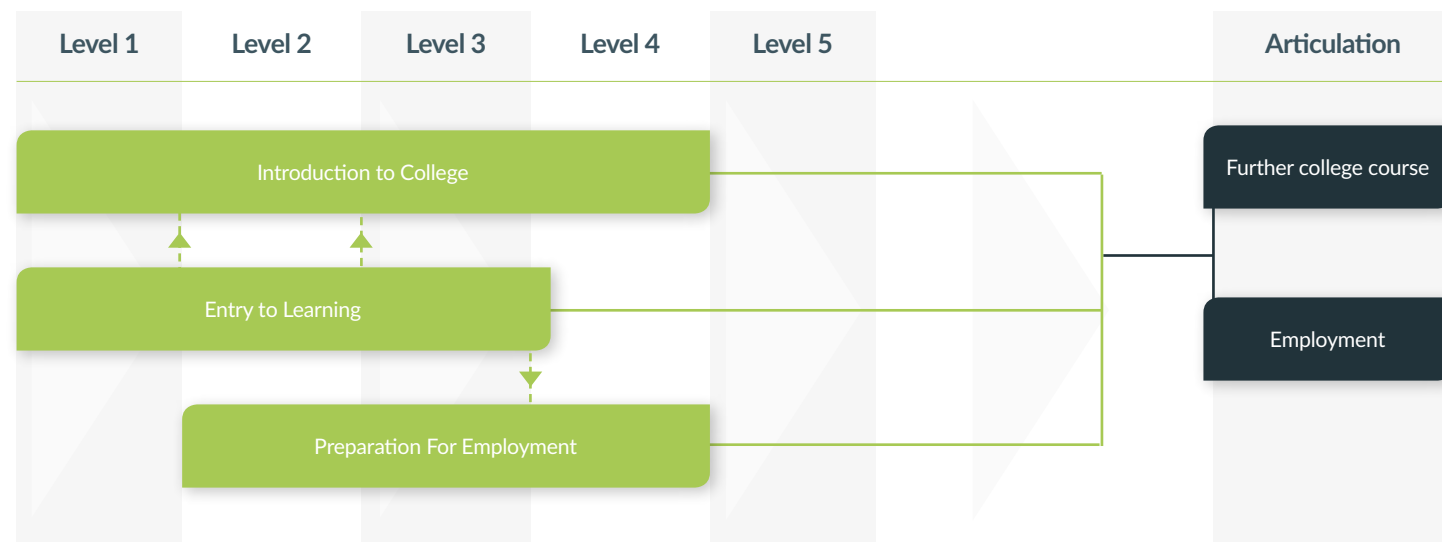 Level 1
Level 2
Level 3
Level 4
Level 5
Articulation
Introduction to College
Further college course
Entry to Learning
Employment
Preparation For Employment